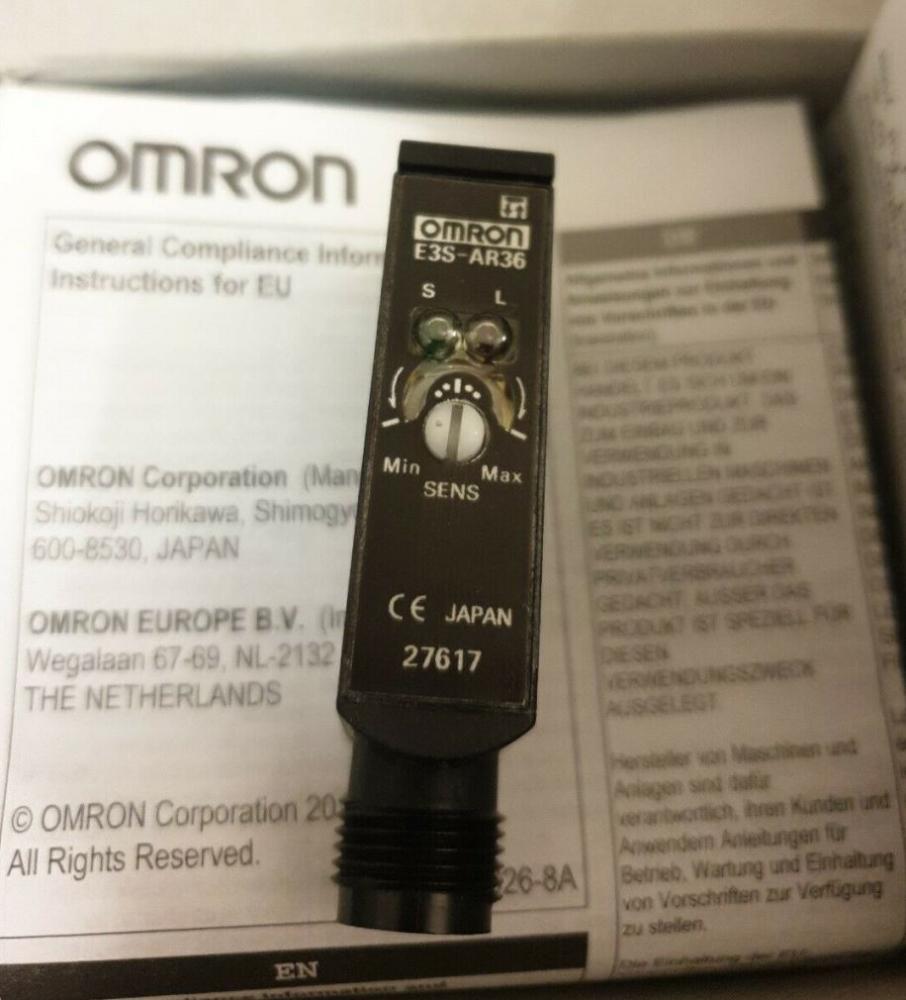 OMRON
General Compliance Inform
Instructions for EU
OMRON Corporation (Man
Shiokoji Horikawa, Shimogy
600-8530, JAPAN
OMRON EUROPE B.V. (I
Wegalaan 67-69, NL-2132
THE NETHERLANDS
© OMRON Corporation 20
All Rights Reserved.
26-8A
EN
OMRON
E3S-AR36
S L
Min Max
SENS
CE JAPAN
27617
BEI DIESEM PRODUKT
HANDELT ES SICH UM EIN
INDUSTRIEPRODUKT. DAS
ZUM EINBAU UND ZUR
VERWENDUNG IN
INDUSTRIELLEN MASCHINEN
UND ANLAGEN GEDACHT IST.
ES IST NICHT ZUR DIREKTEN
VERWENDUNG DURCH
PRIVATVERBRAUCHER
GEDACHT. AUSSER DAS
PRODUKT IST SPEZIELL FÜR
DIESEN
VERWENDUNGSZWECK
AUSGELEGT.
Hersteller von Maschinen und
Anlagen sind dafür
verantwortlich, ihren Kunden und
Anwendern Anleitungen für
Betrieb, Wartung und Einhaltung
von Vorschriften zur Verfügung
zu stellen.
Die Einhaltung der EU-